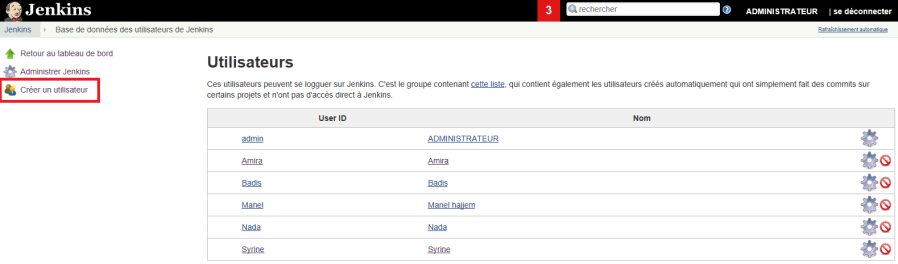 Jenkins
3
rechercher
ADMINISTRATEUR | se déconnecter
Jenkins › Base de données des utilisateurs de Jenkins
Rafraîchissement automatique
Retour au tableau de bord
Administrer Jenkins
Créer un utilisateur
Utilisateurs
Ces utilisateurs peuvent se logguer sur Jenkins. C'est le groupe contenant cette liste, qui contient également les utilisateurs créés automatiquement qui ont simplement fait des commits sur
certains projets et n'ont pas d'accès direct à Jenkins.
User ID Nom
admin ADMINISTRATEUR
Amira Amira
Badis Badis
Manel Manel hajjem
Nada Nada
Syrine Syrine